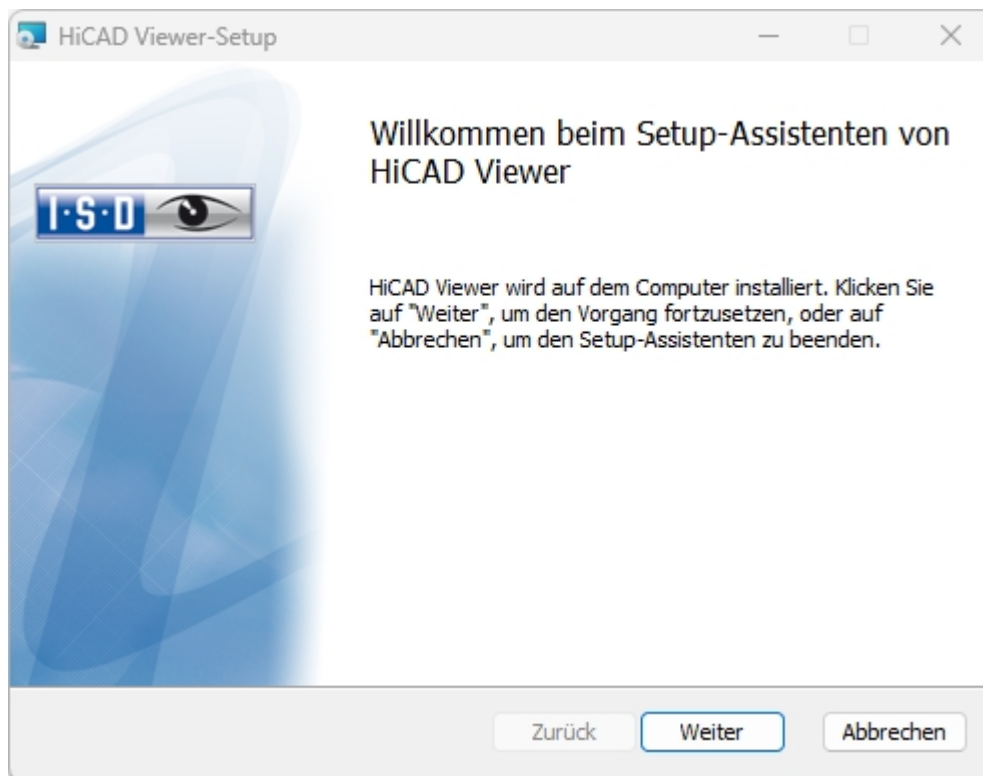 HiCAD Viewer-Setup
Willkommen beim Setup-Assistenten von
HiCAD Viewer
I·S·D
HiCAD Viewer wird auf dem Computer installiert. Klicken Sie
auf "Weiter", um den Vorgang fortzusetzen, oder auf
"Abbrechen", um den Setup-Assistenten zu beenden.
Zurück Weiter Abbrechen